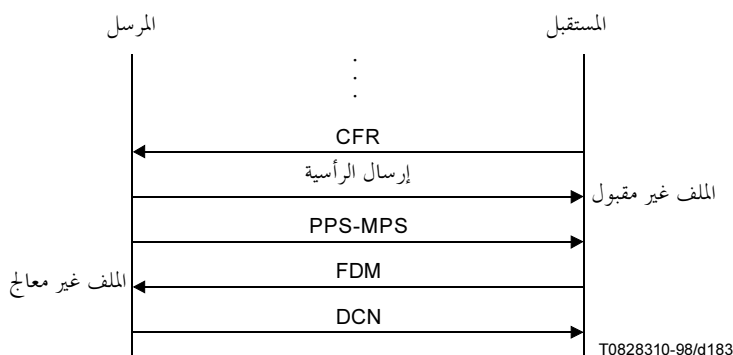 المرسل
المستقبل
CFR
إرسال الرأسية
الملف غير مقبول
PPS-MPS
FDM
الملف غير معالج
DCN
T0828310-98/d183